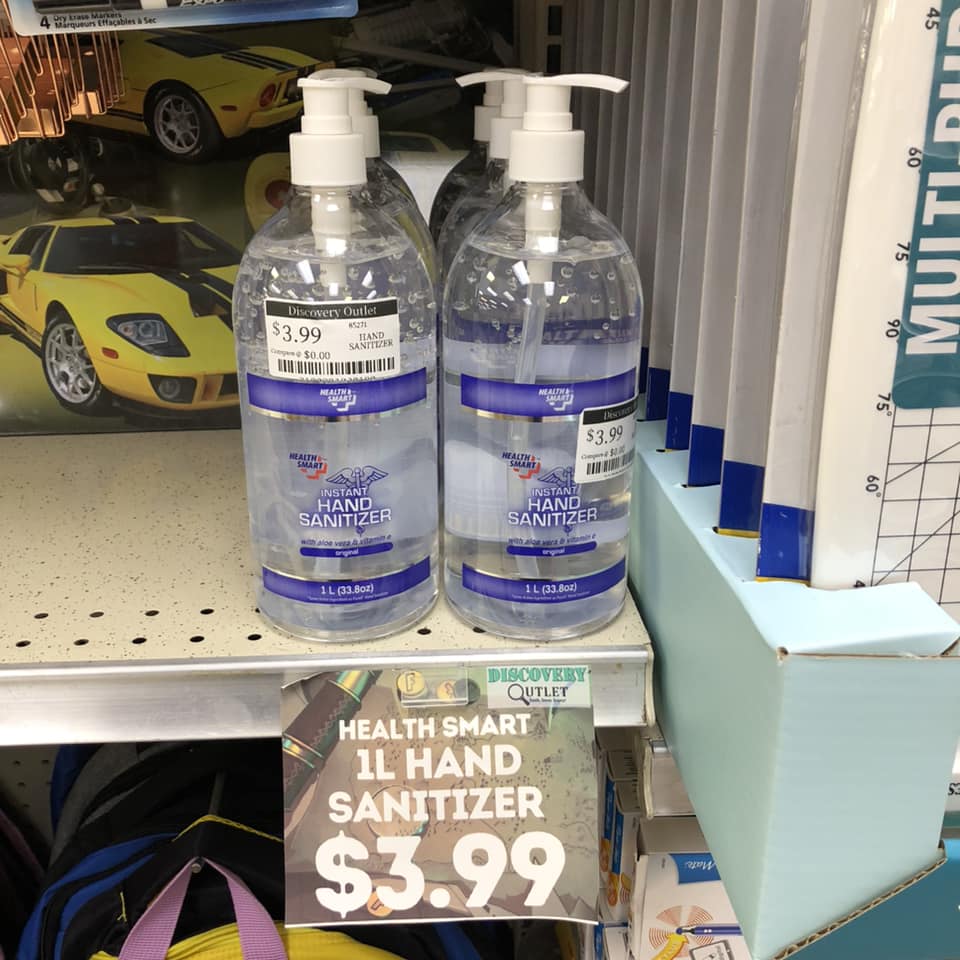 4 Dry Erase Markers
Marqueurs Effaçables à Sec
Discovery Outlet
$3.99
85271
HAND
SANITIZER
Compare @ $0.00
HEALTH
SMART
HEALTH
SMART
INSTANT
HAND
SANITIZER
with aloe vera & vitamin e
original
1 L (33.8oz)
HEALTH
SMART
$3.99
Compare @ $0.00
HEALTH
SMART
INSTANT
HAND
SANITIZER
with aloe vera & vitamin e
original
1 L (33.8oz)
DISCOVERY
OUTLET
HEALTH SMART
1L HAND
SANITIZER
$3.99
45
60
75
90
75°
60°
Mate